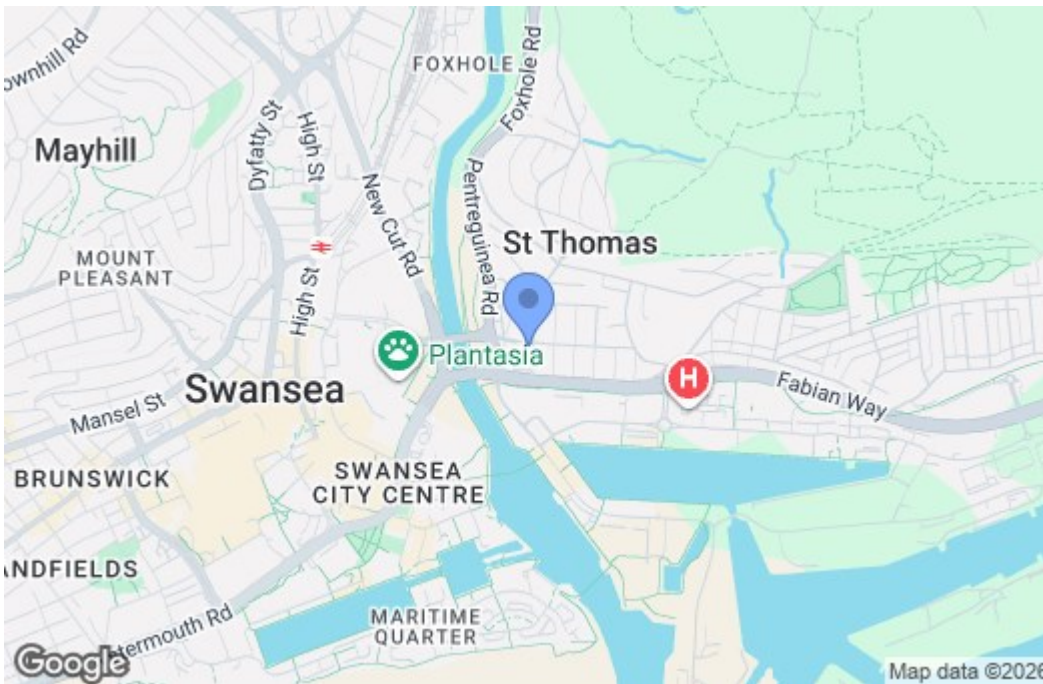 ownhill Rd
FOXHOLE
Foxhole Rd
Dyfatty St
High St
Mayhill
New Cut Rd
Pentreguinea Rd
St Thomas
MOUNT
PLEASANT
High St
Plantasia
H
Fabian Way
Swansea
Mansel St
BRUNSWICK
SWANSEA
CITY CENTRE
ANDFIELDS
stermouth Rd
MARITIME
QUARTER
Google
Map data ©2026